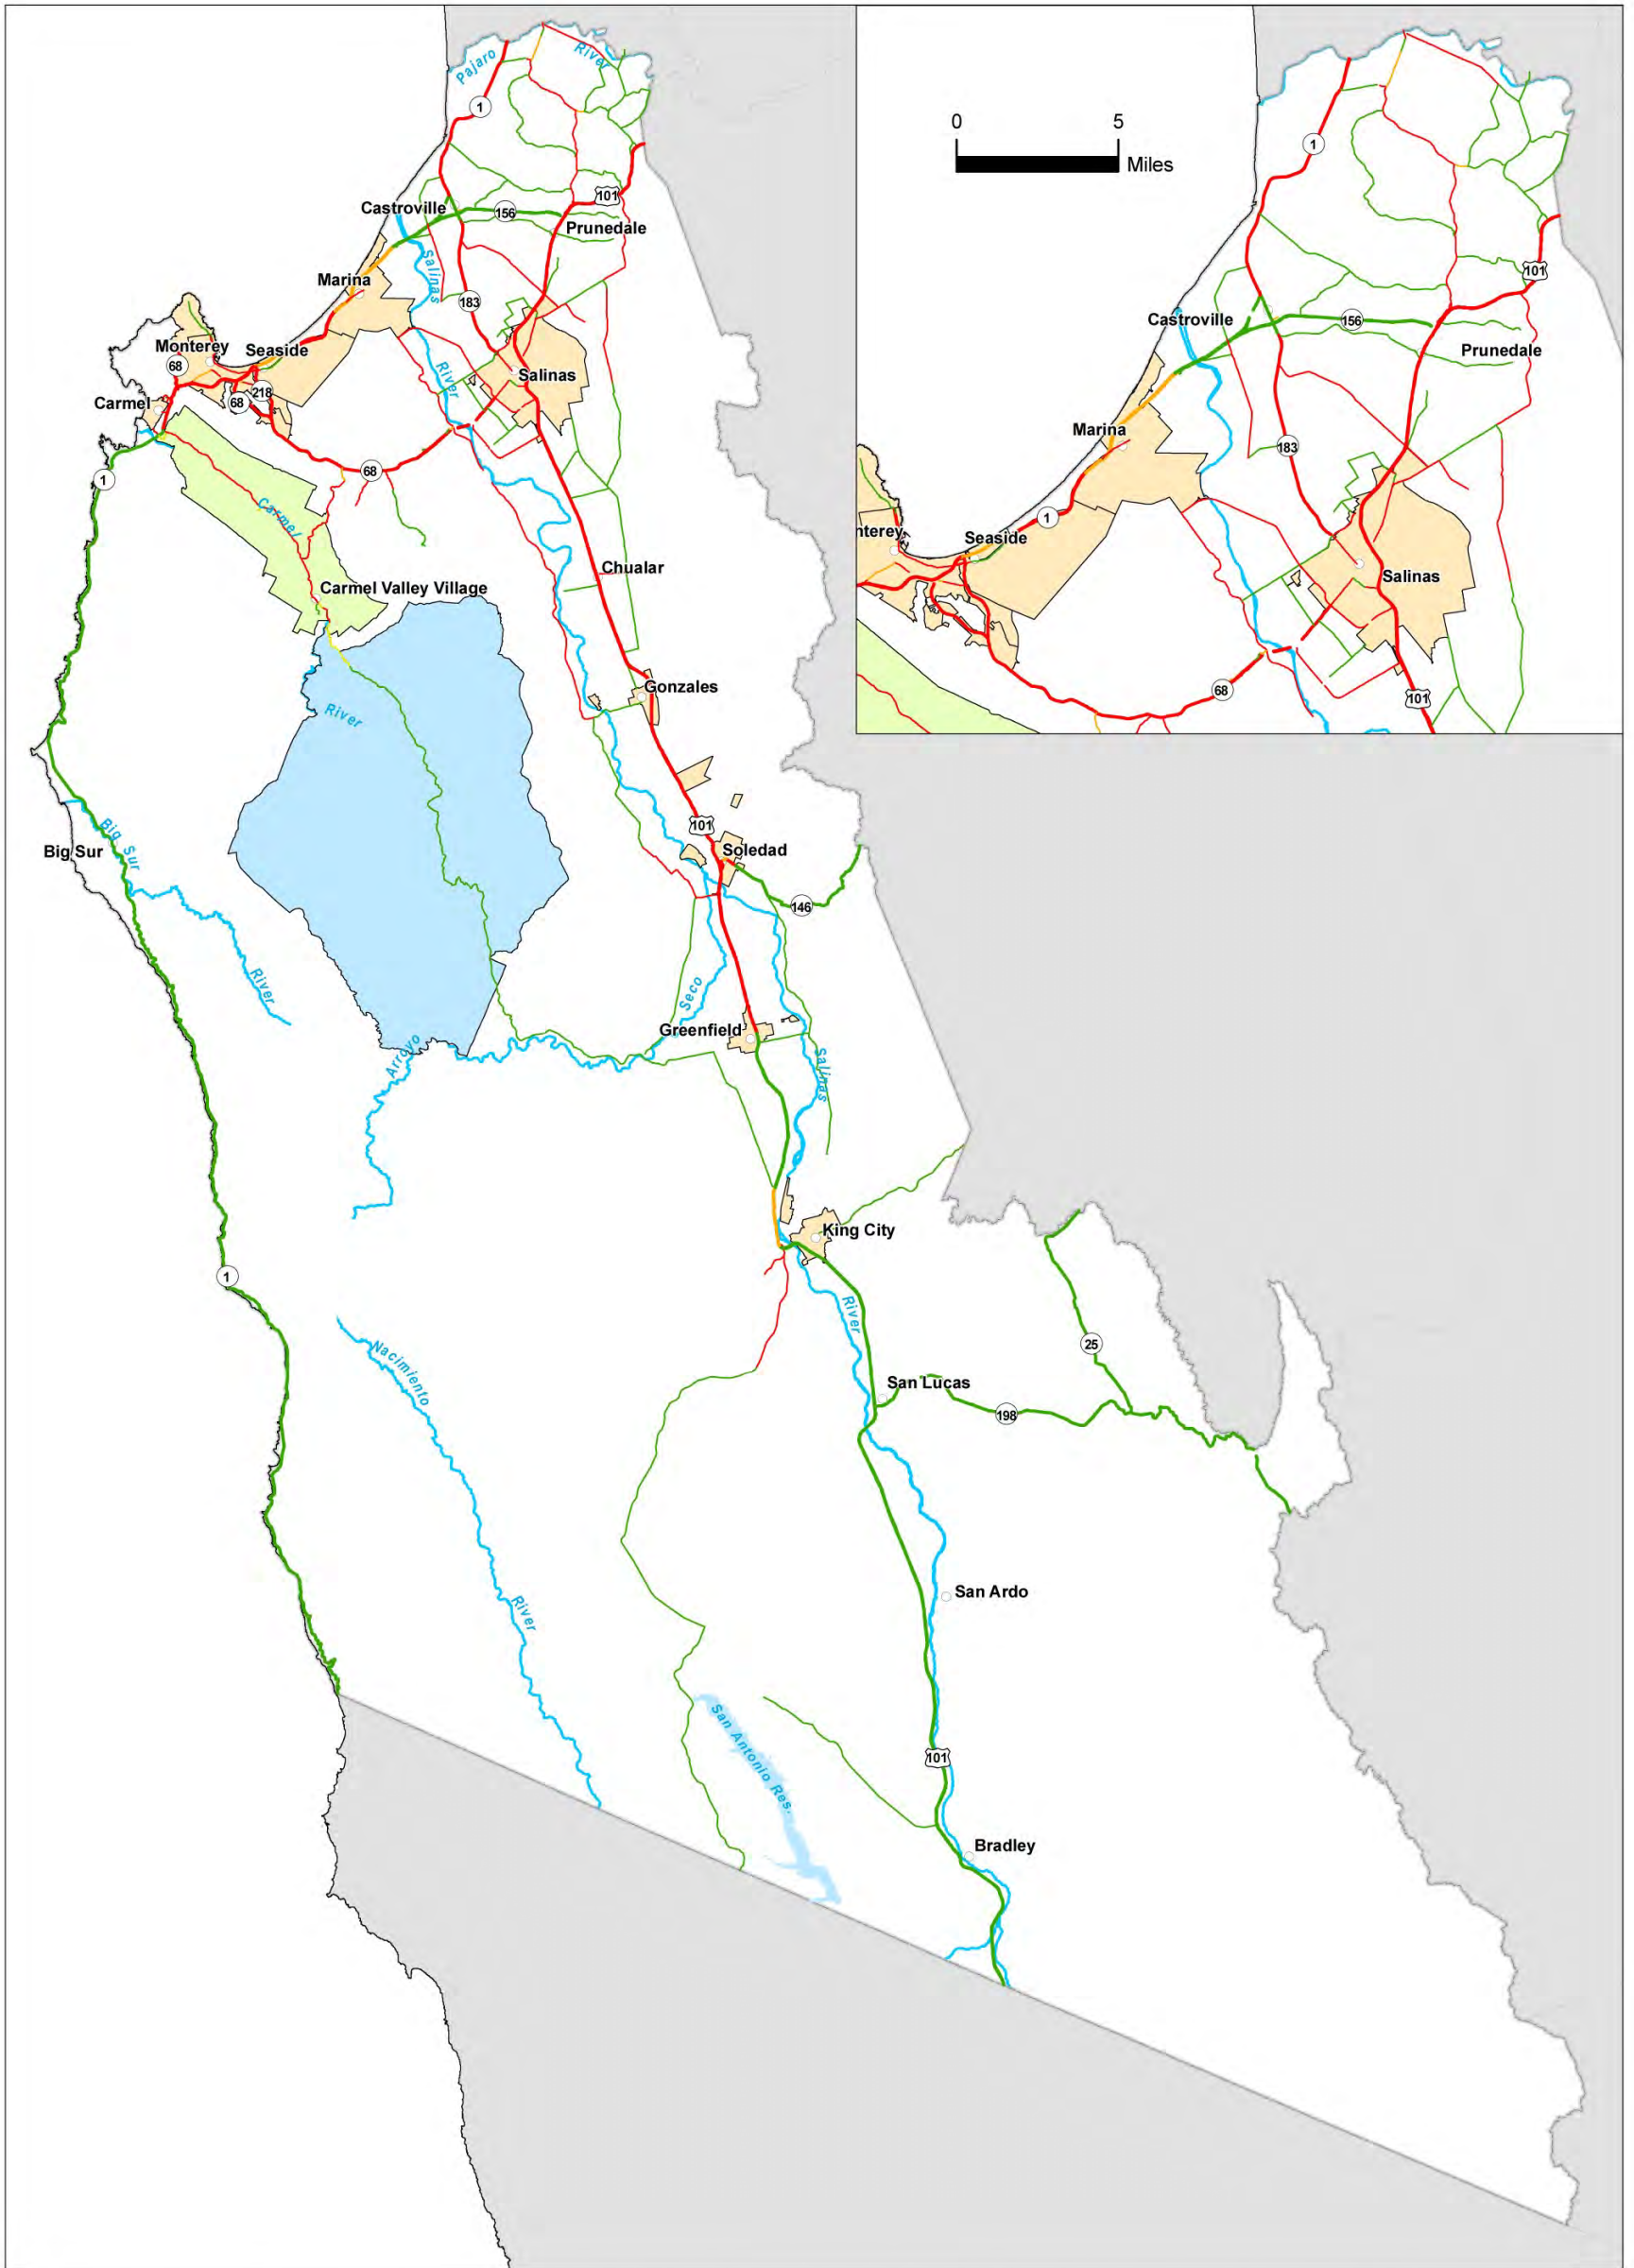 Pajaro
River
1
Castroville
156
101
Prunedale
Salinas
Marina
183
Monterey
Seaside
68
River
Salinas
218
Carmel
68
68
1
Carmel
Chualar
Carmel Valley Village
Gonzales
River
101
Soledad
Big Sur
Big Sur
146
River
Seco
Greenfield
Arroyo
Salinas
King City
1
River
25
Nacimiento
San Lucas
198
San Ardo
River
San Antonio Res.
101
Bradley
0 5
Miles
1
101
Castroville
156
Prunedale
Marina
183
1
nterey
Seaside
Salinas
68
101